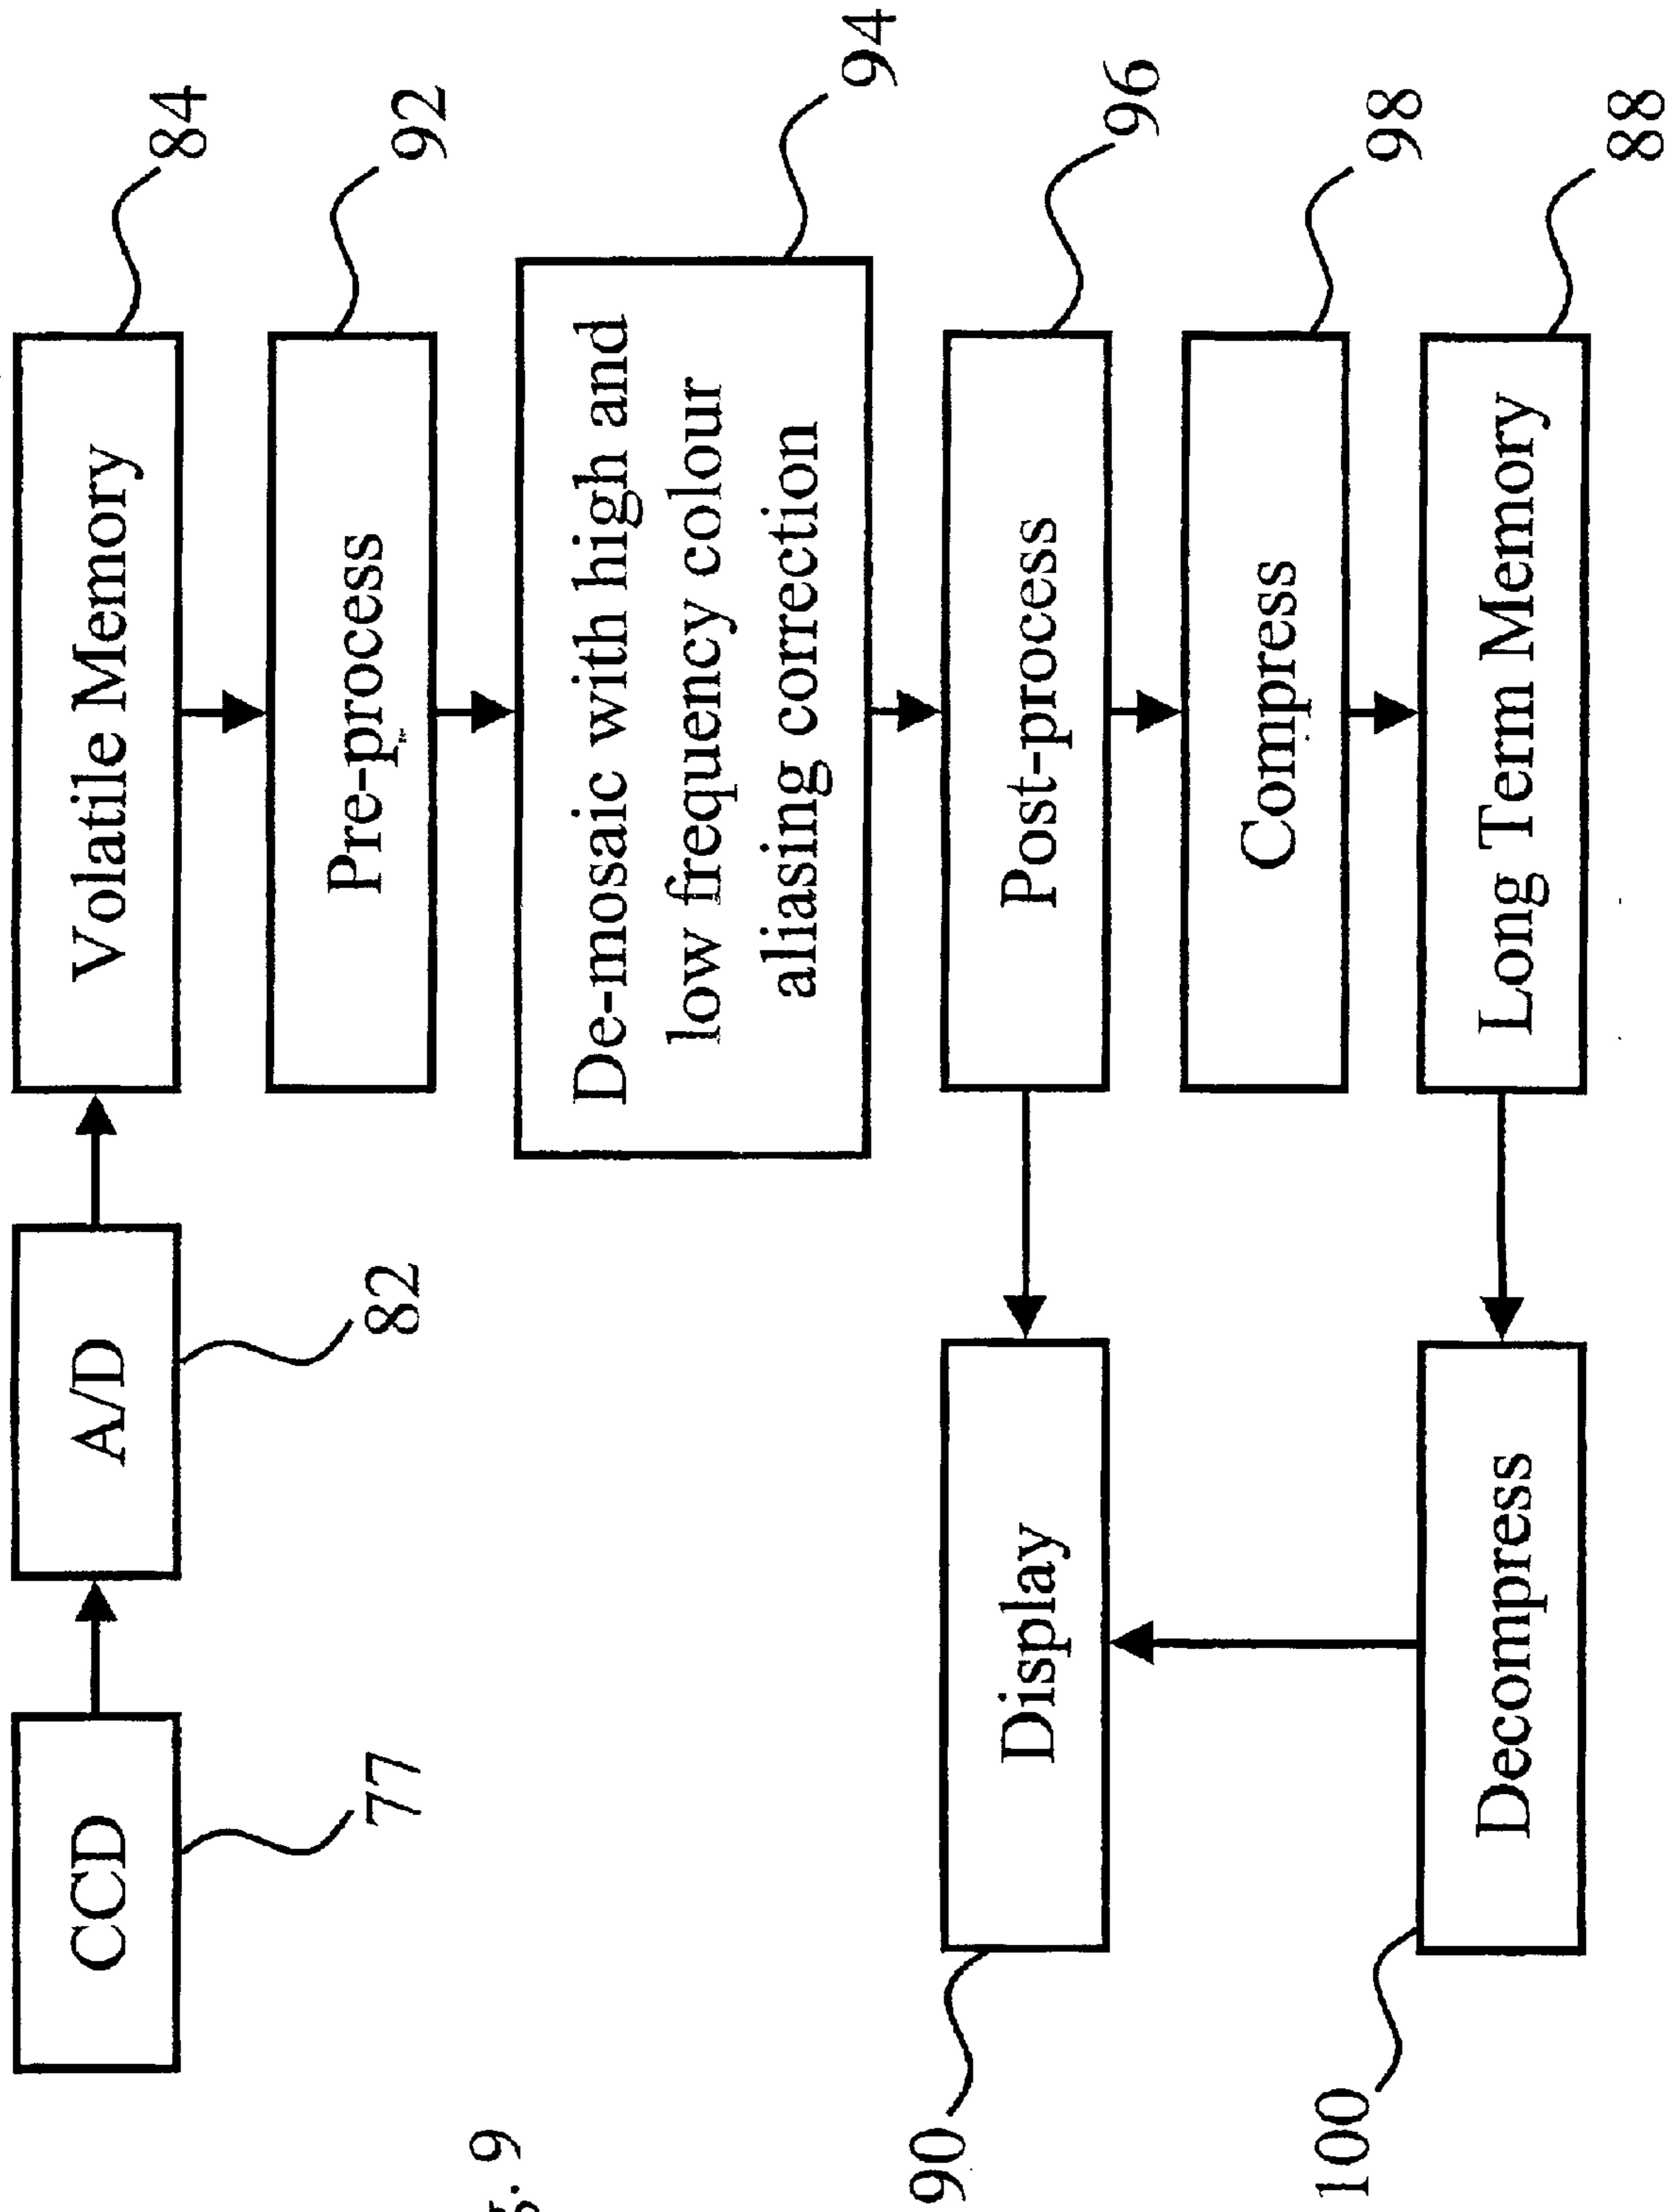 CCD
77
A/D
82
Volatile Memory
84
Pre-process
92
De-mosaic with high and
low frequency colour
aliasing correction
94
Post-process
96
Compress
98
Long Term Memory
88
Display
90
Decompress
100
9